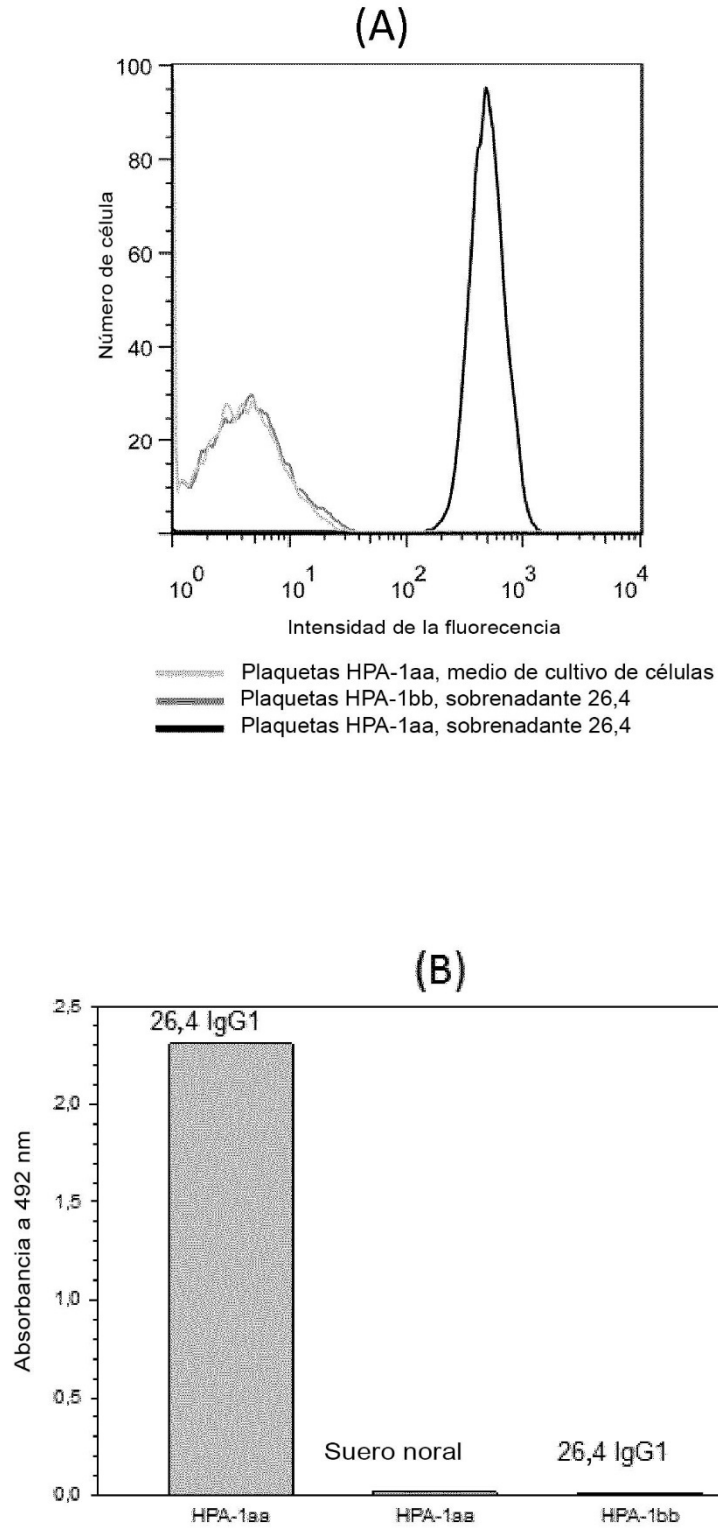 (A)
100
80
60
40
20
Número de célula
10^0 10^1 10^2 10^3 10^4
Intensidad de la fluorecencia
Plaquetas HPA-1aa, medio de cultivo de células
Plaquetas HPA-1bb, sobrenadante 26,4
Plaquetas HPA-1aa, sobrenadante 26,4
(B)
2,5
2,0
1,5
1,0
0,5
0,0
Absorbancia a 492 nm
26,4 IgG1
Suero noral
26,4 IgG1
HPA-1aa HPA-1aa HPA-1bb